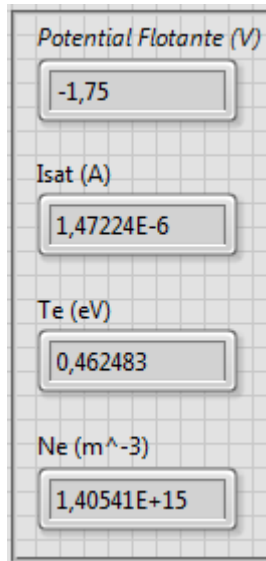 Potential Flotante (V)
-1,75
Isat (A)
1,47224E-6
Te (eV)
0,462483
Ne (m^-3)
1,40541E+15